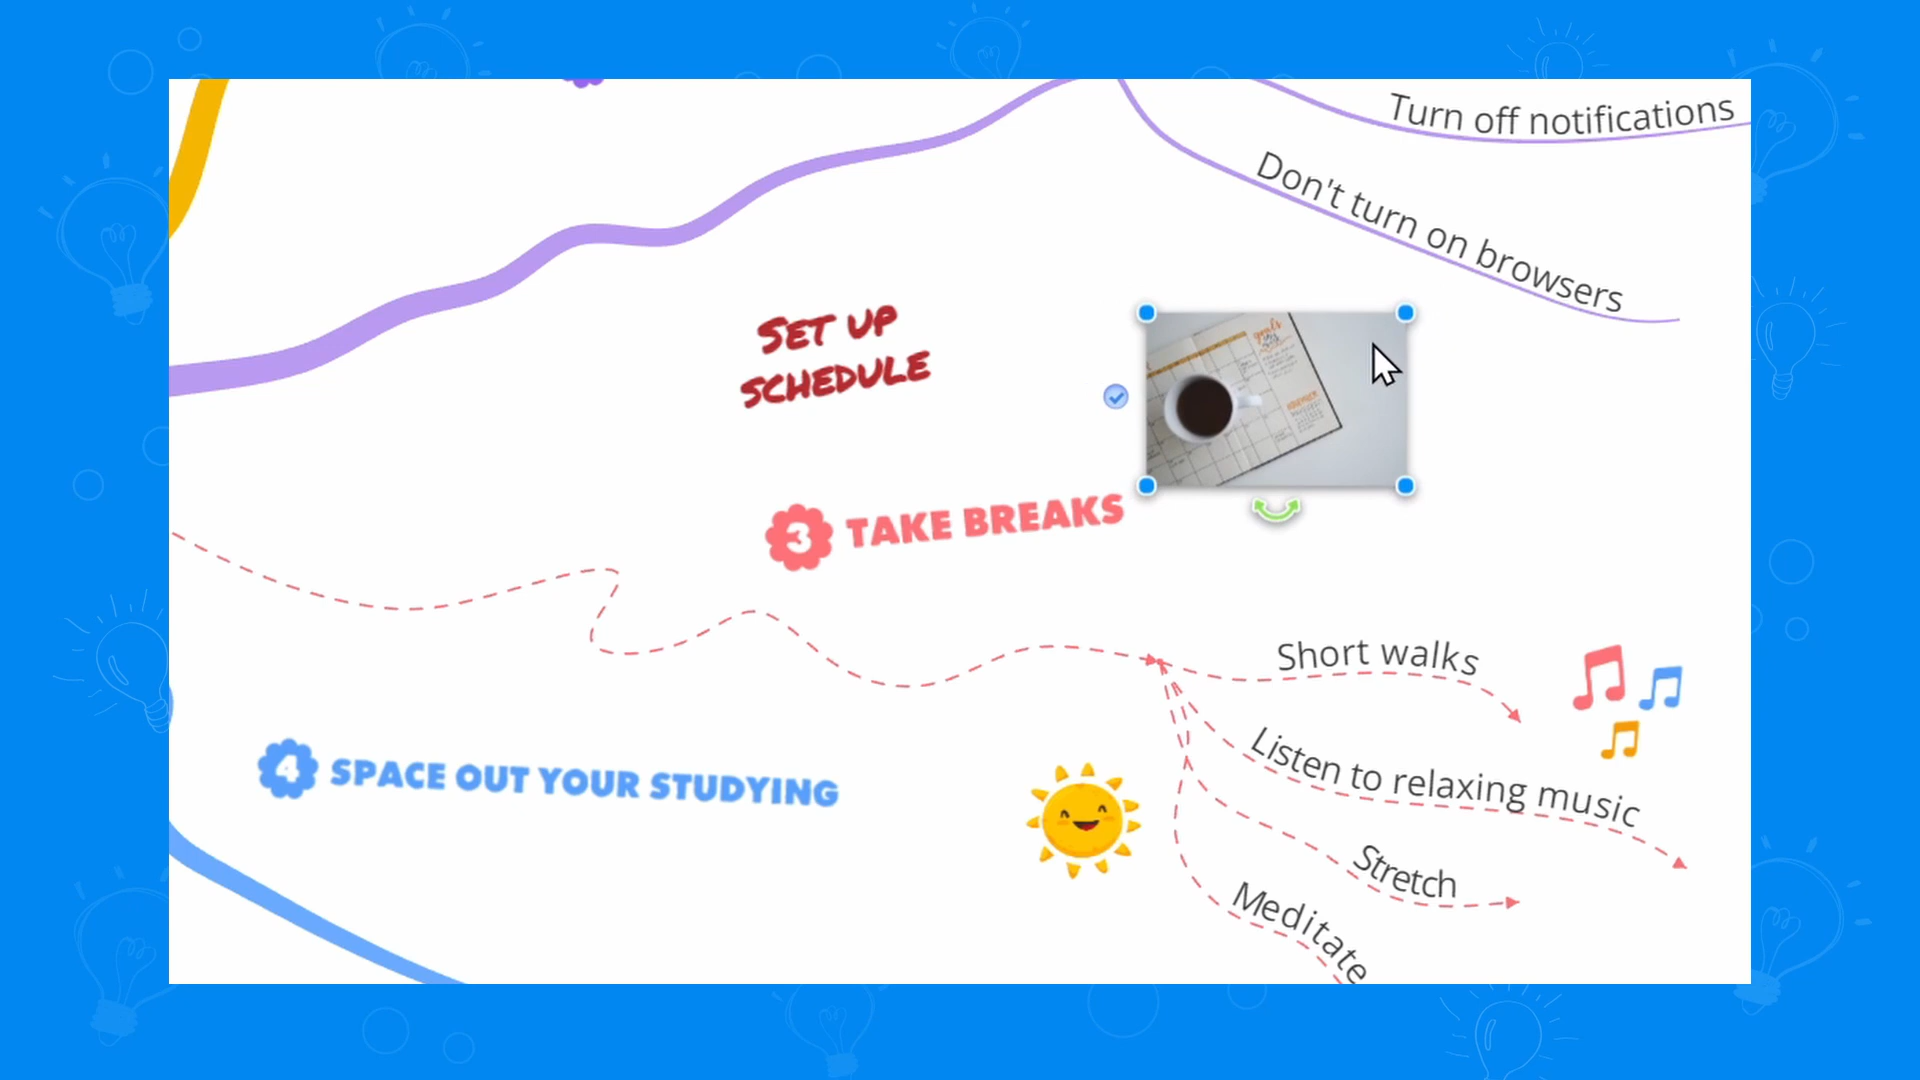 Turn off notifications
Don't turn on browsers
SET UP
SCHEDULE
goals
3 TAKE BREAKS
Short walks
Listen to relaxing music
4 SPACE OUT YOUR STUDYING
Stretch
Meditate